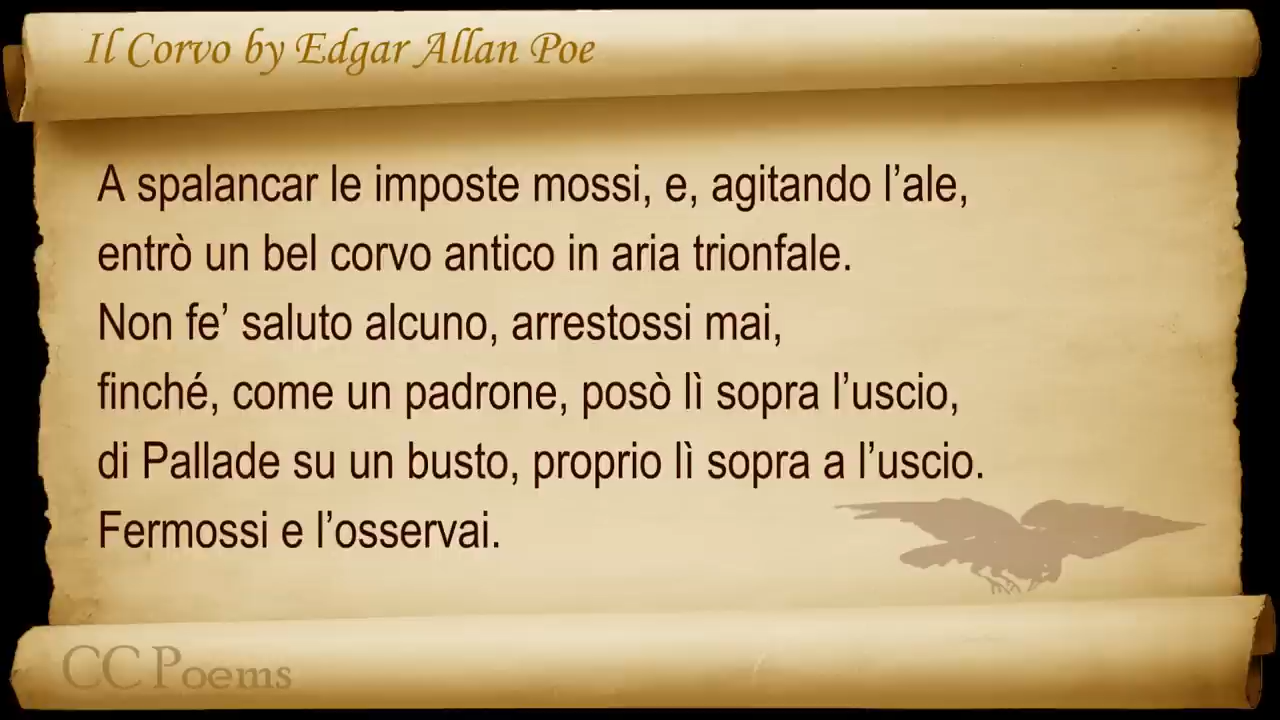 Il Corvo by Edgar Allan Poe
A spalancar le imposte mossi, e, agitando l’ale,
entrò un bel corvo antico in aria trionfale.
Non fe’ saluto alcuno, arrestossi mai,
finché, come un padrone, posò lì sopra l’uscio,
di Pallade su un busto, proprio lì sopra a l’uscio.
Fermossi e l’osservai.
CC Poems